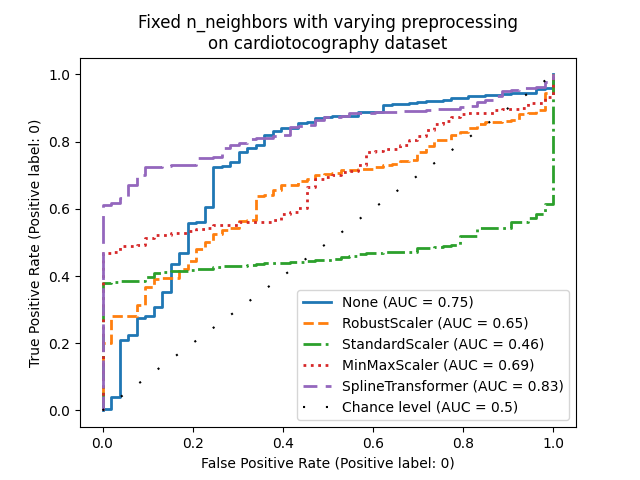 Fixed n_neighbors with varying preprocessing
on cardiotocography dataset
True Positive Rate (Positive label: 0)
1.0
0.8
0.6
0.4
0.2
0.0
None (AUC = 0.75)
RobustScaler (AUC = 0.65)
StandardScaler (AUC = 0.46)
MinMaxScaler (AUC = 0.69)
SplineTransformer (AUC = 0.83)
Chance level (AUC = 0.5)
0.0 0.2 0.4 0.6 0.8 1.0
False Positive Rate (Positive label: 0)